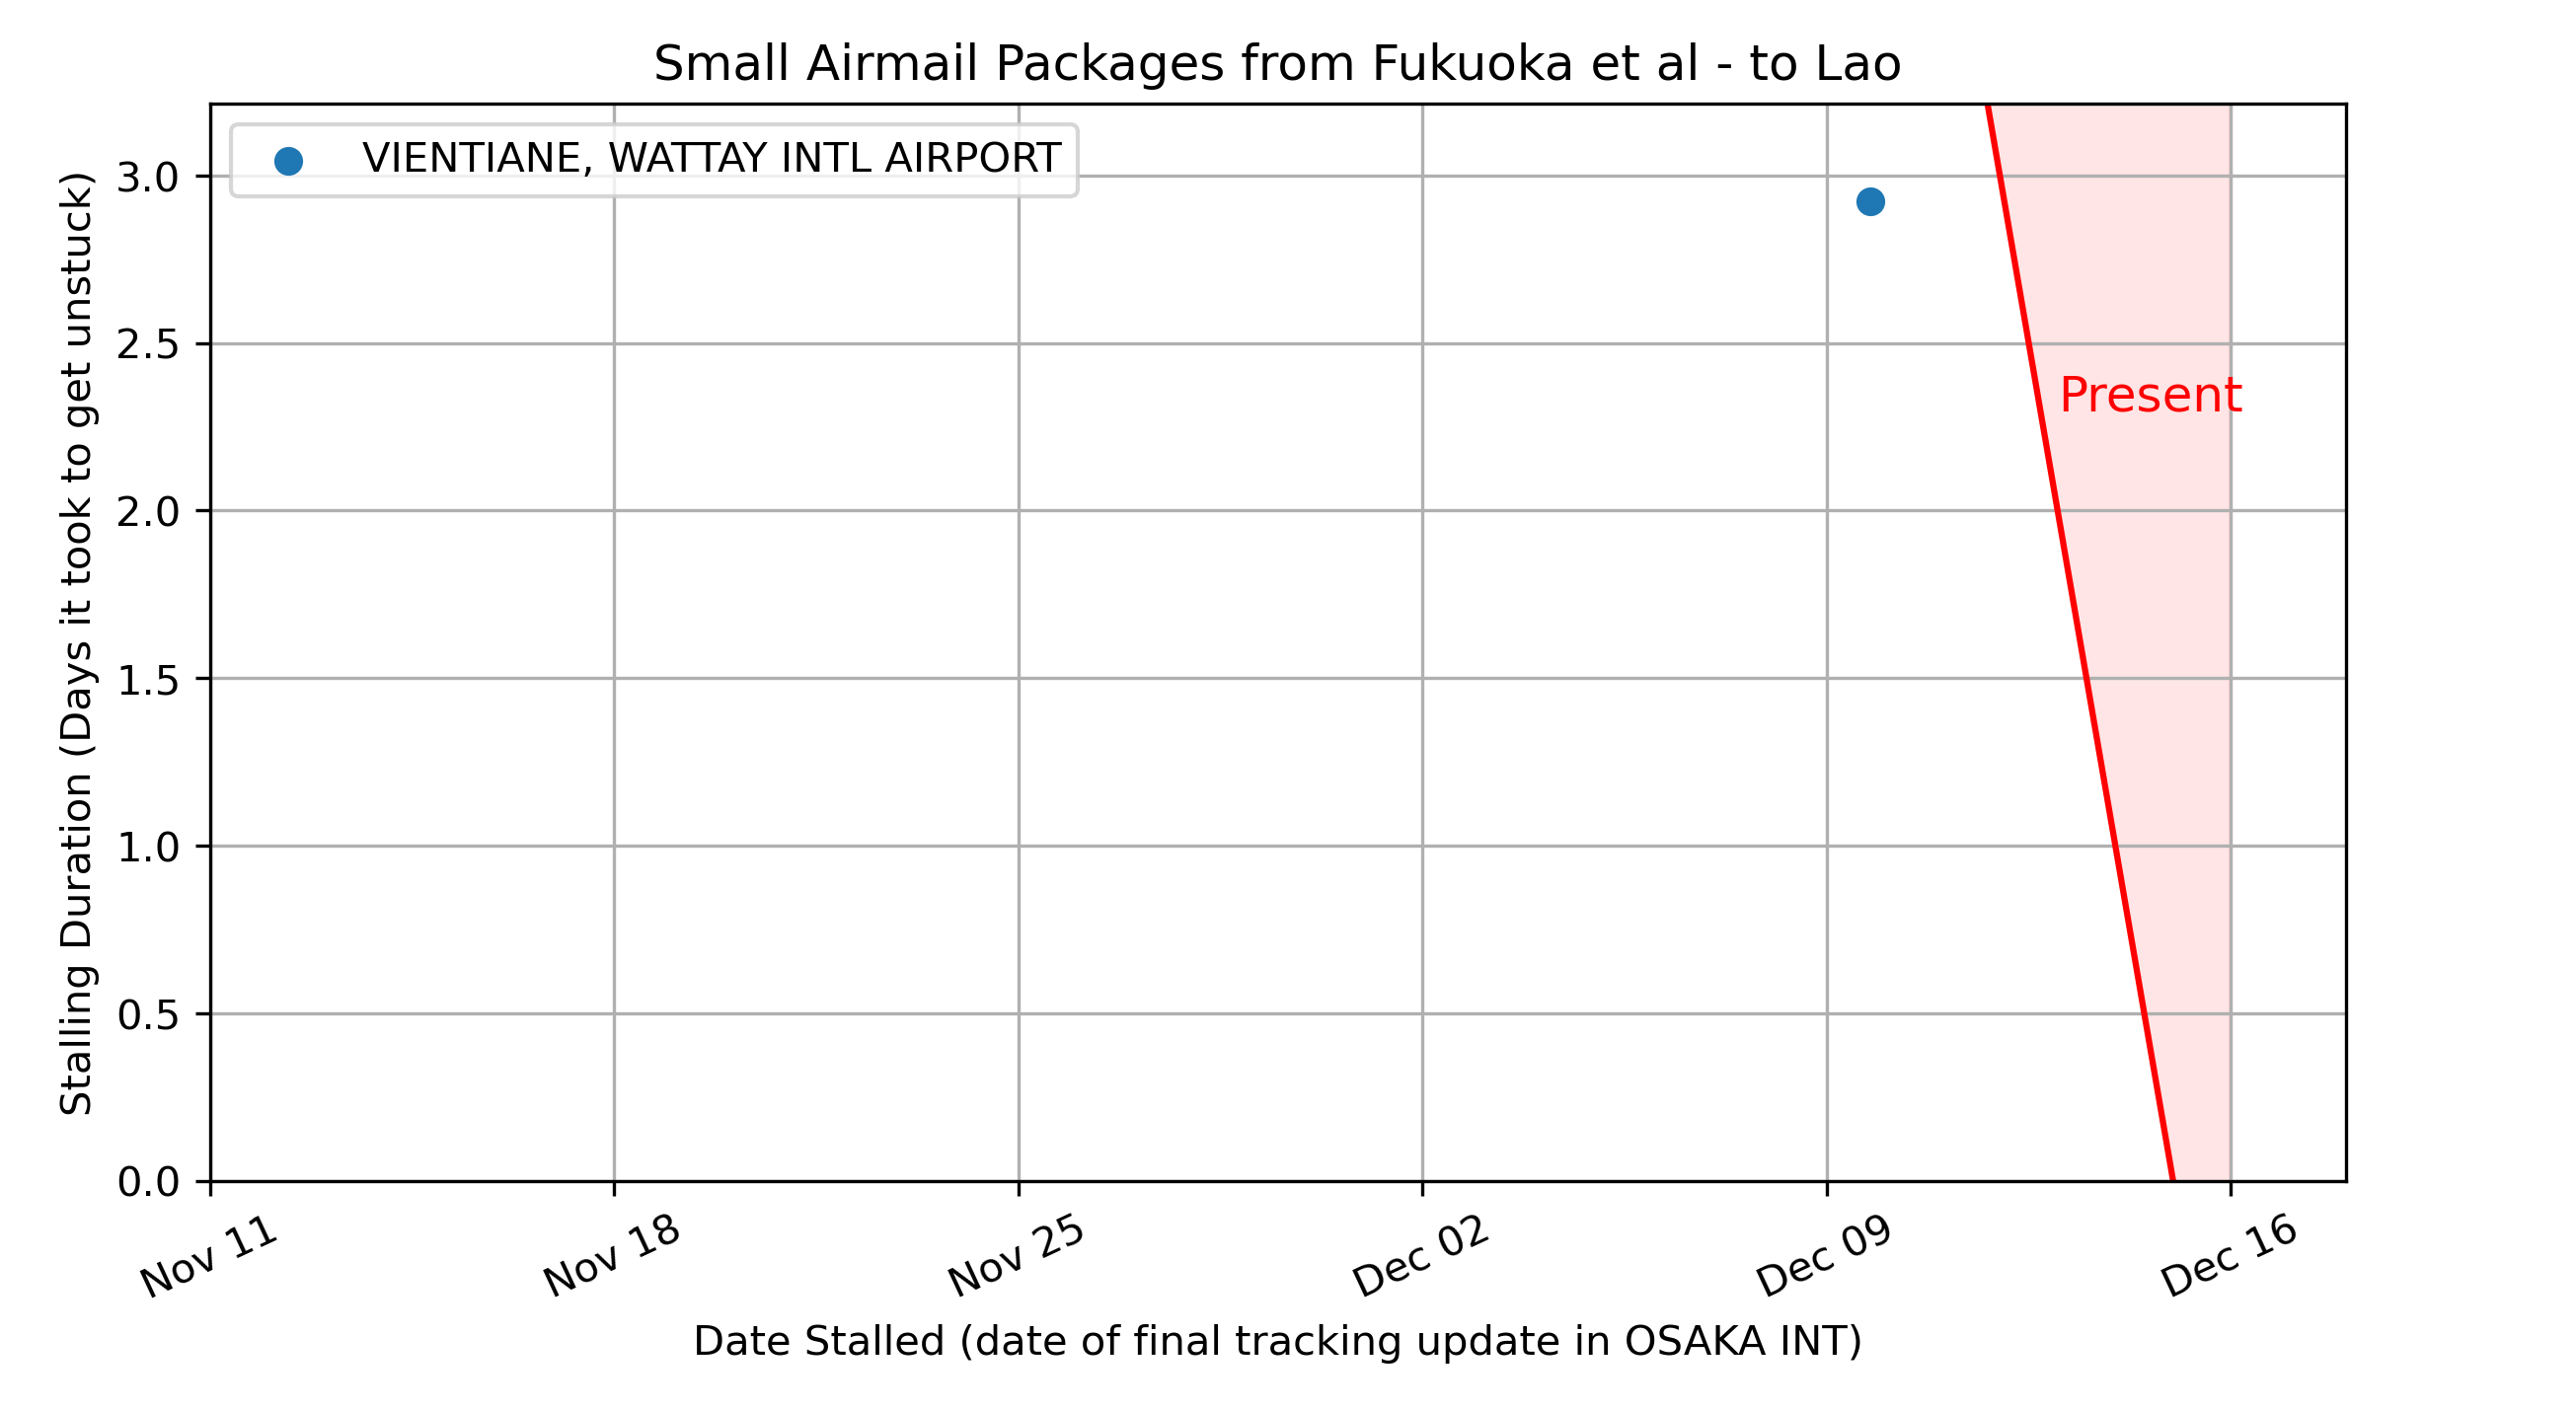 Small Airmail Packages from Fukuoka et al - to Lao
VIENTIANE, WATTAY INTL AIRPORT
Stalling Duration (Days it took to get unstuck)
3.0
2.5
2.0
1.5
1.0
0.5
0.0
Present
Nov 11
Nov 18
Nov 25
Dec 02
Dec 09
Dec 16
Date Stalled (date of final tracking update in OSAKA INT)